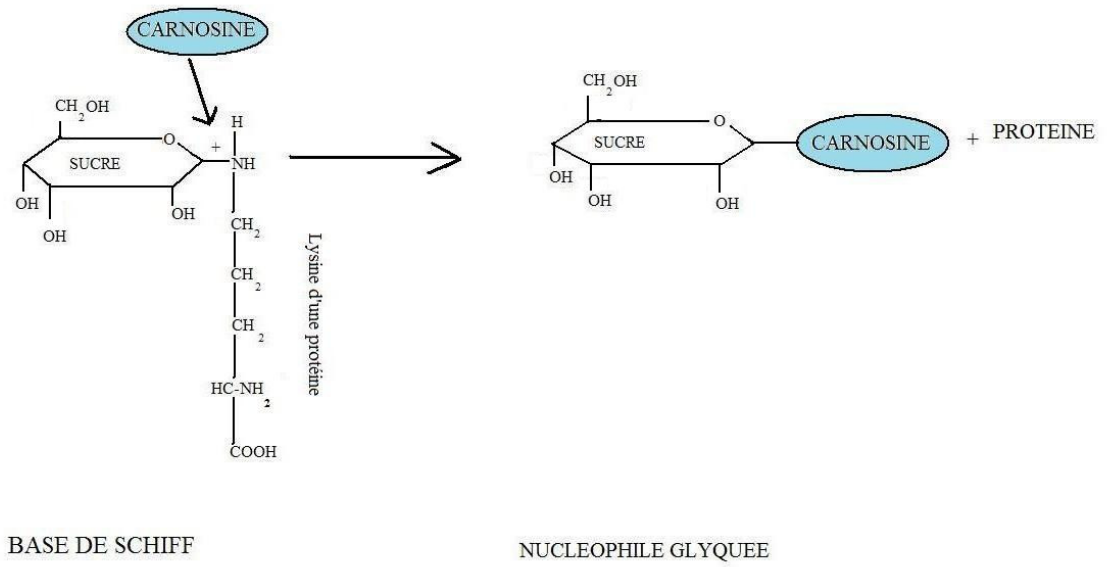 CARNOSINE
CH2OH
O
SUCRE
+
H
NH
OH
OH
OH
CH2
CH2
CH2
HC-NH2
COOH
Lysine d'une protéine
CH2OH
O
SUCRE
CARNOSINE
+ PROTEINE
OH
OH
OH
BASE DE SCHIFF
NUCLEOPHILE GLYQUEE